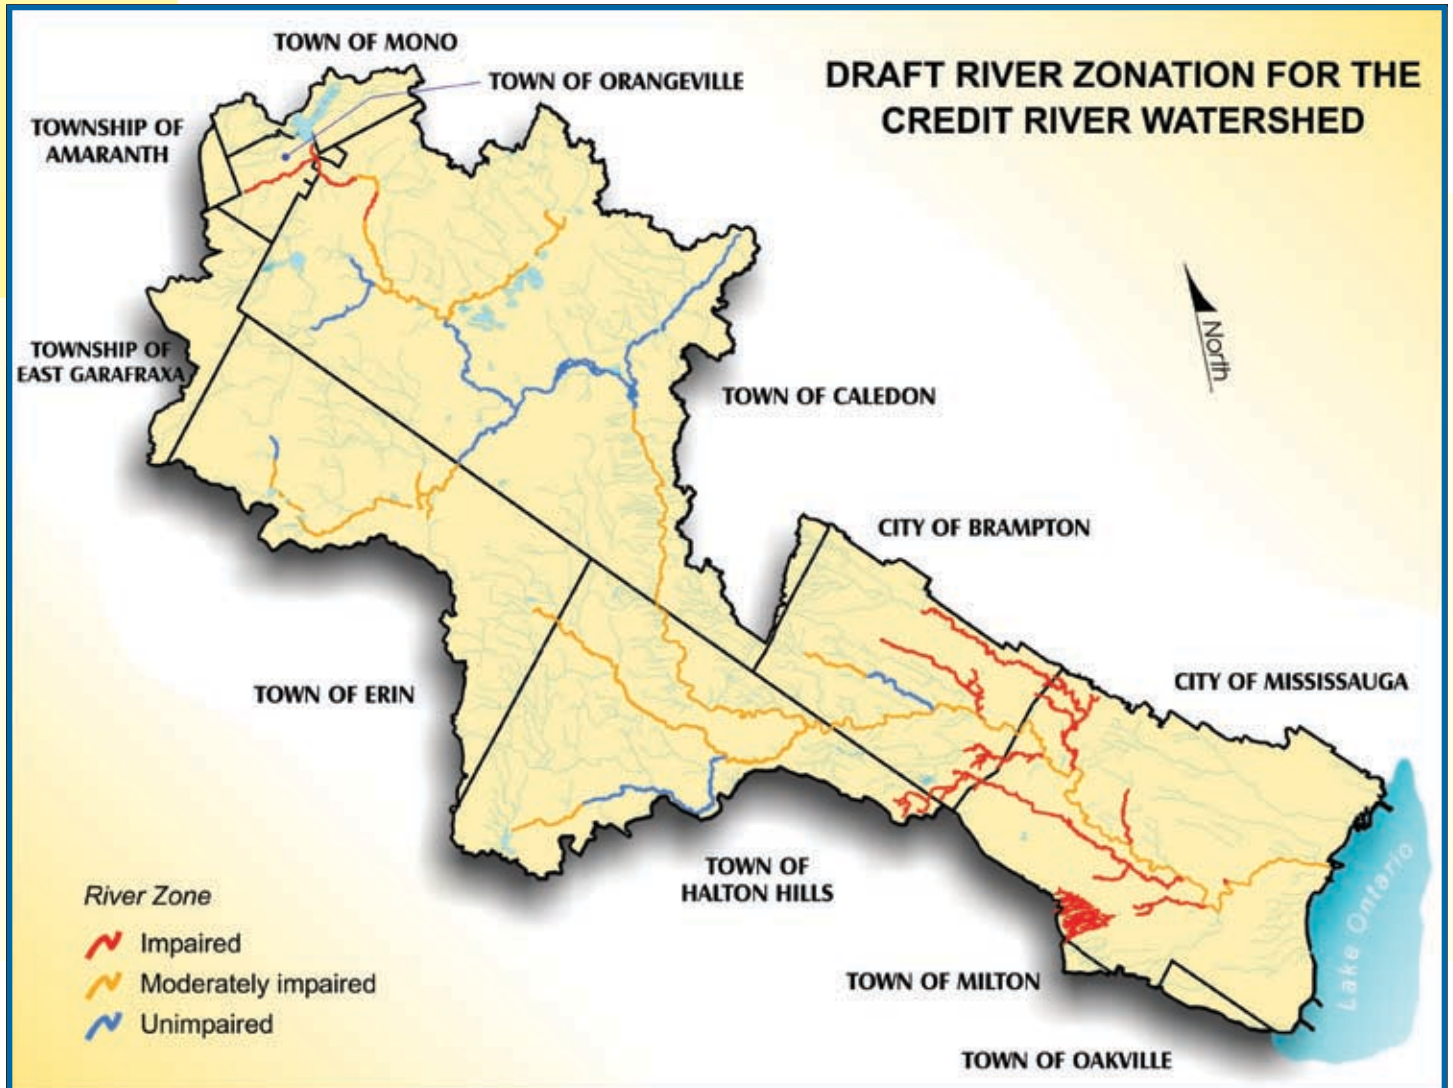 DRAFT RIVER ZONATION FOR THE
CREDIT RIVER WATERSHED
TOWN OF MONO
TOWN OF ORANGEVILLE
TOWNSHIP OF
AMARANTH
North
TOWNSHIP OF
EAST GARAFRAXA
TOWN OF CALEDON
CITY OF BRAMPTON
CITY OF MISSISSAUGA
TOWN OF ERIN
TOWN OF
HALTON HILLS
Lake Ontario
TOWN OF MILTON
TOWN OF OAKVILLE
River Zone
Impaired
Moderately impaired
Unimpaired